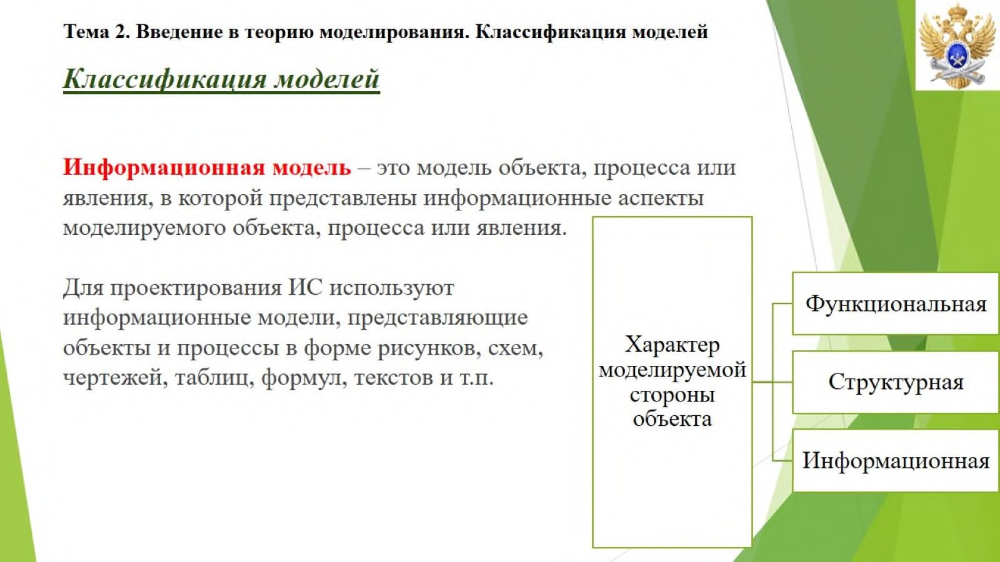 Тема 2. Введение в теорию моделирования. Классификация моделей
Классификация моделей
Информационная модель – это модель объекта, процесса или
явления, в которой представлены информационные аспекты
моделируемого объекта, процесса или явления.
Для проектирования ИС используют
информационные модели, представляющие
объекты и процессы в форме рисунков, схем,
чертежей, таблиц, формул, текстов и т.п.
Характер
моделируемой
стороны
объекта
Функциональная
Структурная
Информационная